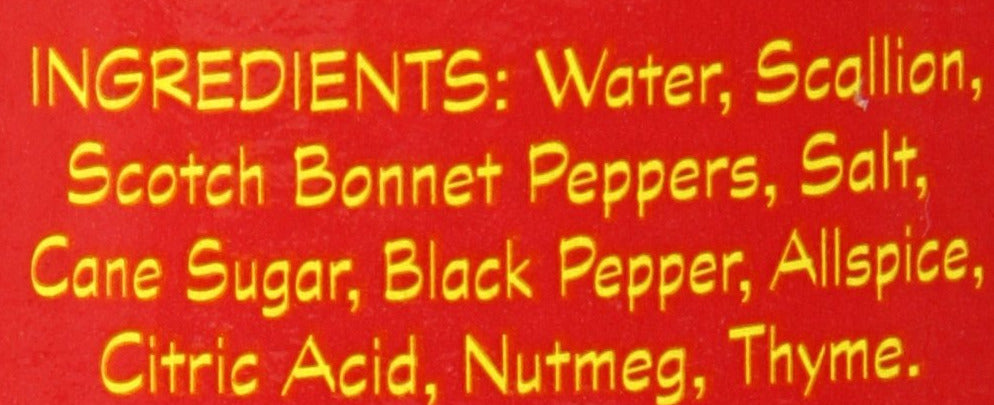 INGREDIENTS: Water, Scallion,
Scotch Bonnet Peppers, Salt,
Cane Sugar, Black Pepper, Allspice,
Citric Acid, Nutmeg, Thyme.